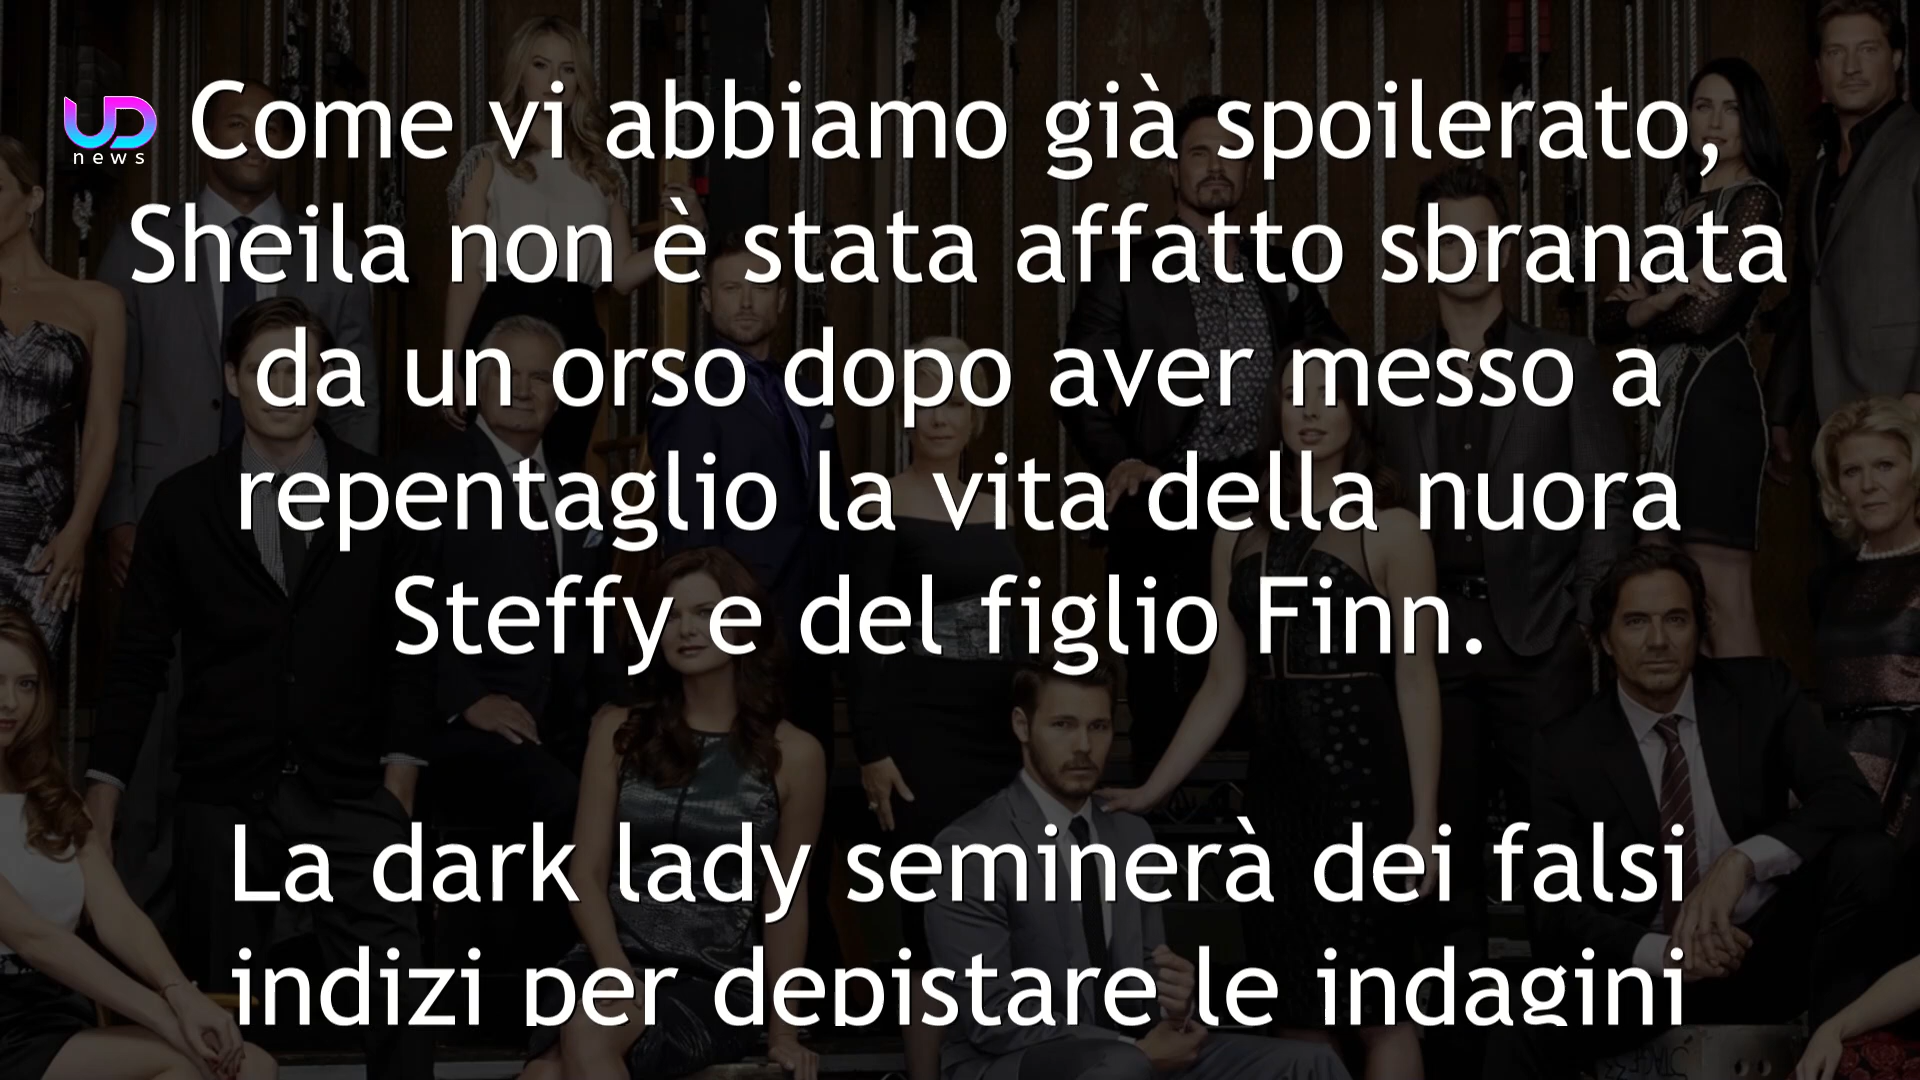 UD
news
Come vi abbiamo già spoilerato,
Sheila non è stata affatto sbranata
da un orso dopo aver messo a
repentaglio la vita della nuora
Steffy e del figlio Finn.
La dark lady seminerà dei falsi
indizi per depistare le indagini